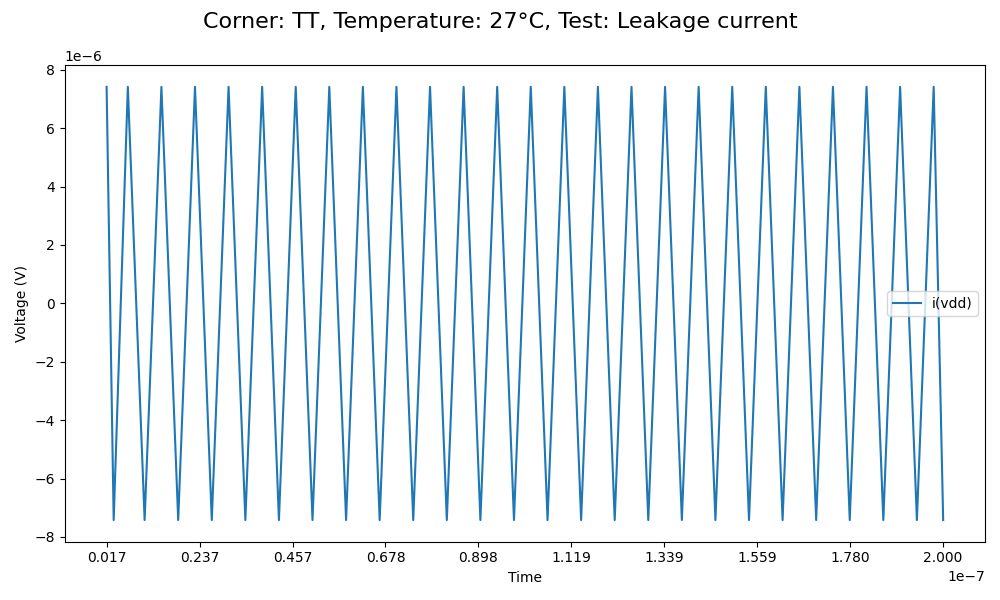 Corner: TT, Temperature: 27°C, Test: Leakage current
1e−6
8
6
4
2
0
−2
−4
−6
−8
Voltage (V)
i(vdd)
0.017 0.237 0.457 0.678 0.898 1.119 1.339 1.559 1.780 2.000
1e−7
Time